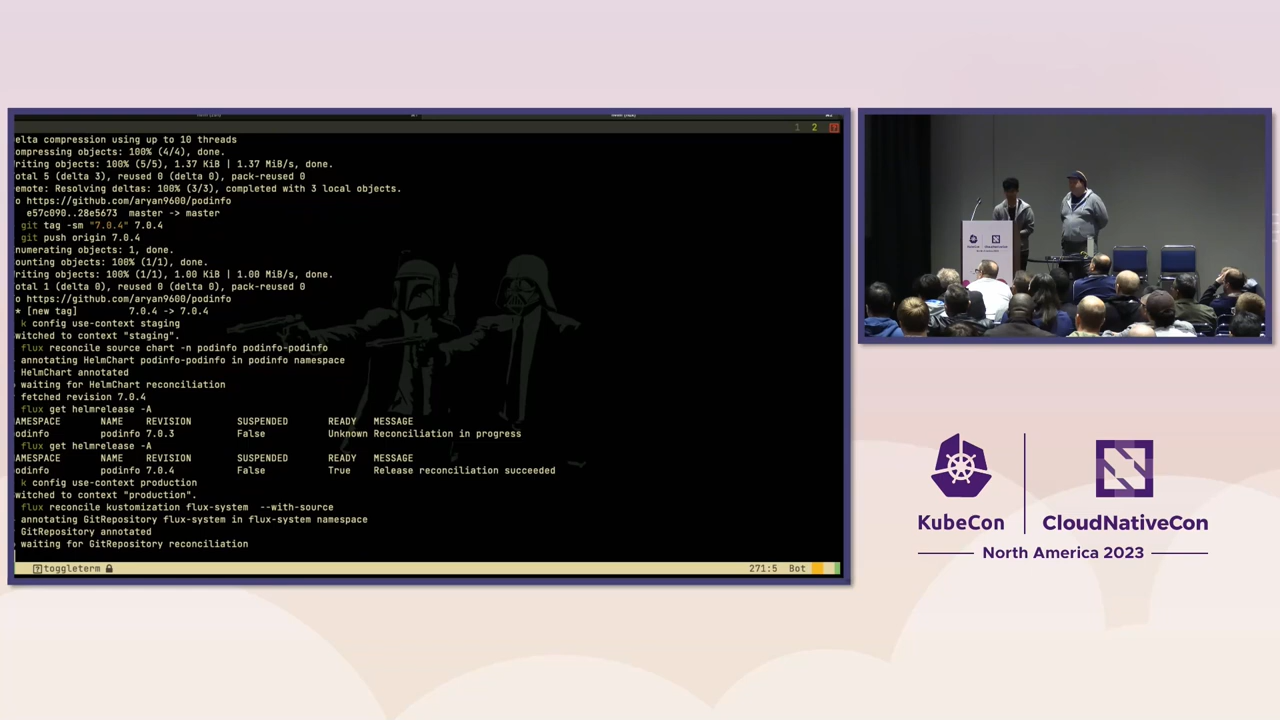 1 2
elta compression using up to 10 threads
ompressing objects: 100% (4/4), done.
riting objects: 100% (5/5), 1.37 KiB | 1.37 MiB/s, done.
otal 5 (delta 3), reused 0 (delta 0), pack-reused 0
emote: Resolving deltas: 100% (3/3), completed with 3 local objects.
o https://github.com/aryan9600/podinfo
e57c090..28e5673 master -> master
git tag -sm "7.0.4" 7.0.4
git push origin 7.0.4
numerating objects: 1, done.
ounting objects: 100% (1/1), done.
riting objects: 100% (1/1), 1.00 KiB | 1.00 MiB/s, done.
otal 1 (delta 0), reused 0 (delta 0), pack-reused 0
o https://github.com/aryan9600/podinfo
* [new tag] 7.0.4 -> 7.0.4
k config use-context staging
witched to context "staging".
flux reconcile source chart -n podinfo podinfo-podinfo
annotating HelmChart podinfo-podinfo in podinfo namespace
HelmChart annotated
waiting for HelmChart reconciliation
fetched revision 7.0.4
flux get helmrelease -A
AMESPACE NAME REVISION SUSPENDED READY MESSAGE
odinfo podinfo 7.0.3 False Unknown Reconciliation in progress
flux get helmrelease -A
AMESPACE NAME REVISION SUSPENDED READY MESSAGE
odinfo podinfo 7.0.4 False True Release reconciliation succeeded
k config use-context production
witched to context "production".
flux reconcile kustomization flux-system --with-source
annotating GitRepository flux-system in flux-system namespace
GitRepository annotated
waiting for GitRepository reconciliation
toggleterm 271:5 Bot
KubeCon CloudNativeCon
North America 2023